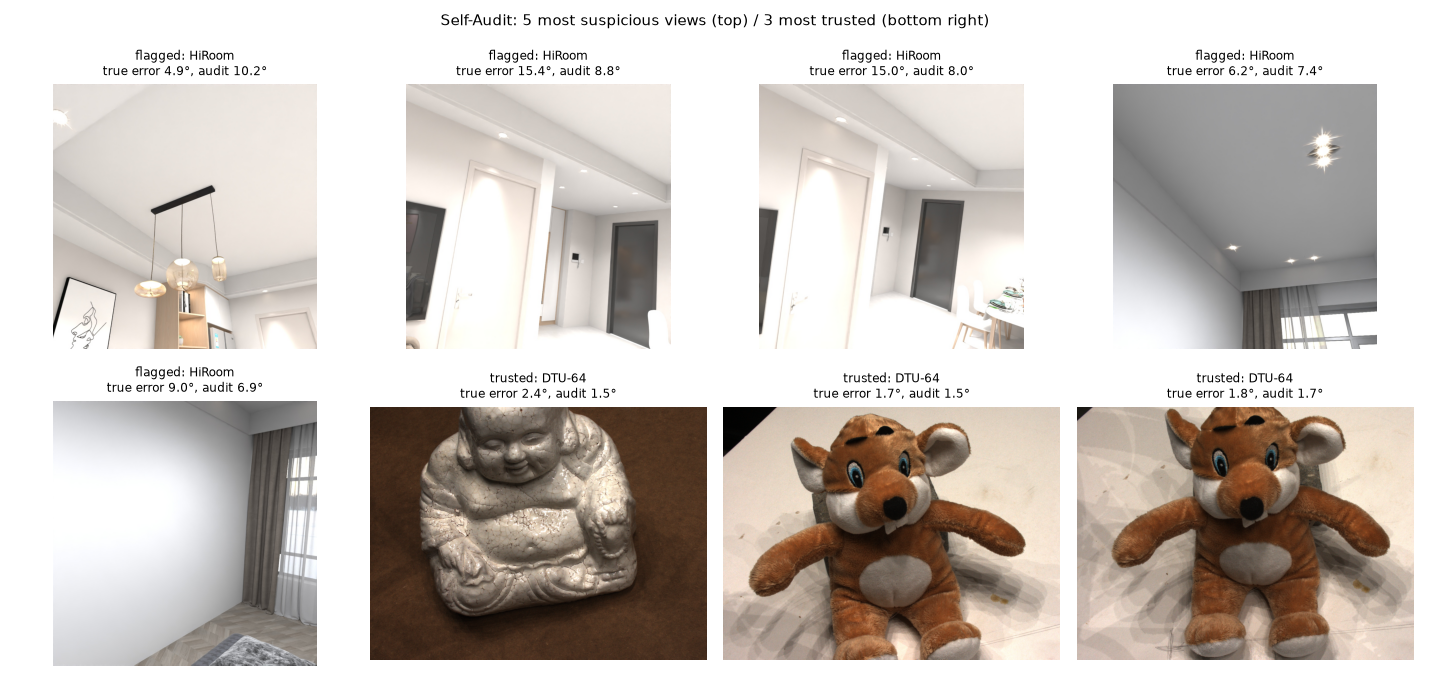 Self-Audit: 5 most suspicious views (top) / 3 most trusted (bottom right)
flagged: HiRoom
true error 4.9°, audit 10.2°
flagged: HiRoom
true error 15.4°, audit 8.8°
flagged: HiRoom
true error 15.0°, audit 8.0°
flagged: HiRoom
true error 6.2°, audit 7.4°
flagged: HiRoom
true error 9.0°, audit 6.9°
trusted: DTU-64
true error 2.4°, audit 1.5°
trusted: DTU-64
true error 1.7°, audit 1.5°
trusted: DTU-64
true error 1.8°, audit 1.7°